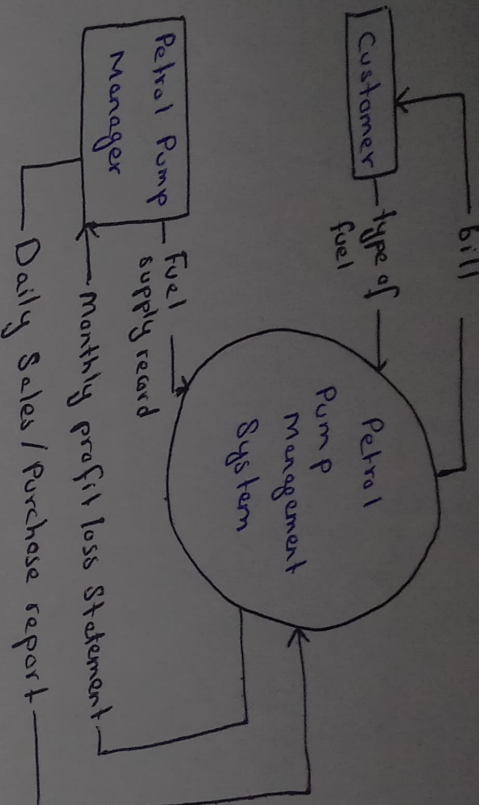 bill
Customer
type of
fuel
Petrol
Pump
Management
System
Petrol Pump
Manager
Fuel
supply record
Monthly profit loss Statement
Daily Sales/Purchase report